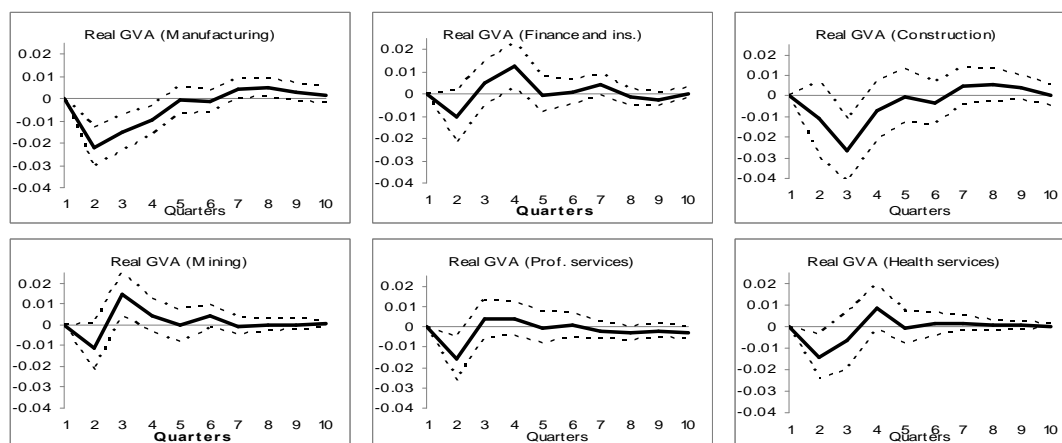 Real GVA (Manufacturing)
0.02
0.01
0
-0.01
-0.02
-0.03
-0.04
1 2 3 4 5 6 7 8 9 10
Quarters
Real GVA (Finance and ins.)
0.02
0.01
0
-0.01
-0.02
-0.03
-0.04
1 2 3 4 5 6 7 8 9 10
Quarters
Real GVA (Construction)
0.02
0.01
0
-0.01
-0.02
-0.03
-0.04
1 2 3 4 5 6 7 8 9 10
Quarters
Real GVA (Mining)
0.02
0.01
0
-0.01
-0.02
-0.03
-0.04
1 2 3 4 5 6 7 8 9 10
Quarters
Real GVA (Prof. services)
0.02
0.01
0
-0.01
-0.02
-0.03
-0.04
1 2 3 4 5 6 7 8 9 10
Quarters
Real GVA (Health services)
0.02
0.01
0
-0.01
-0.02
-0.03
-0.04
1 2 3 4 5 6 7 8 9 10
Quarters